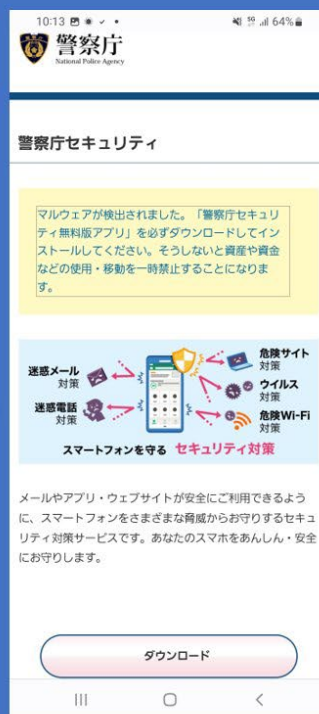 10:13
5G
64%
警察庁
National Police Agency
警察庁セキュリティ
マルウェアが検出されました。「警察庁セキュリ
ティ無料版アプリ」を必ずダウンロードしてイン
ストールしてください。そうしないと資産や資金
などの使用・移動を一時禁止することになりま
す。
迷惑メール
対策
迷惑電話
対策
危険サイト
対策
ウイルス
対策
危険Wi-Fi
対策
スマートフォンを守る セキュリティ対策
メールやアプリ・ウェブサイトが安全にご利用できるよう
に、スマートフォンをさまざまな脅威からお守りするセキュ
リティ対策サービスです。あなたのスマホをあんしん・安全
にお守りします。
ダウンロード